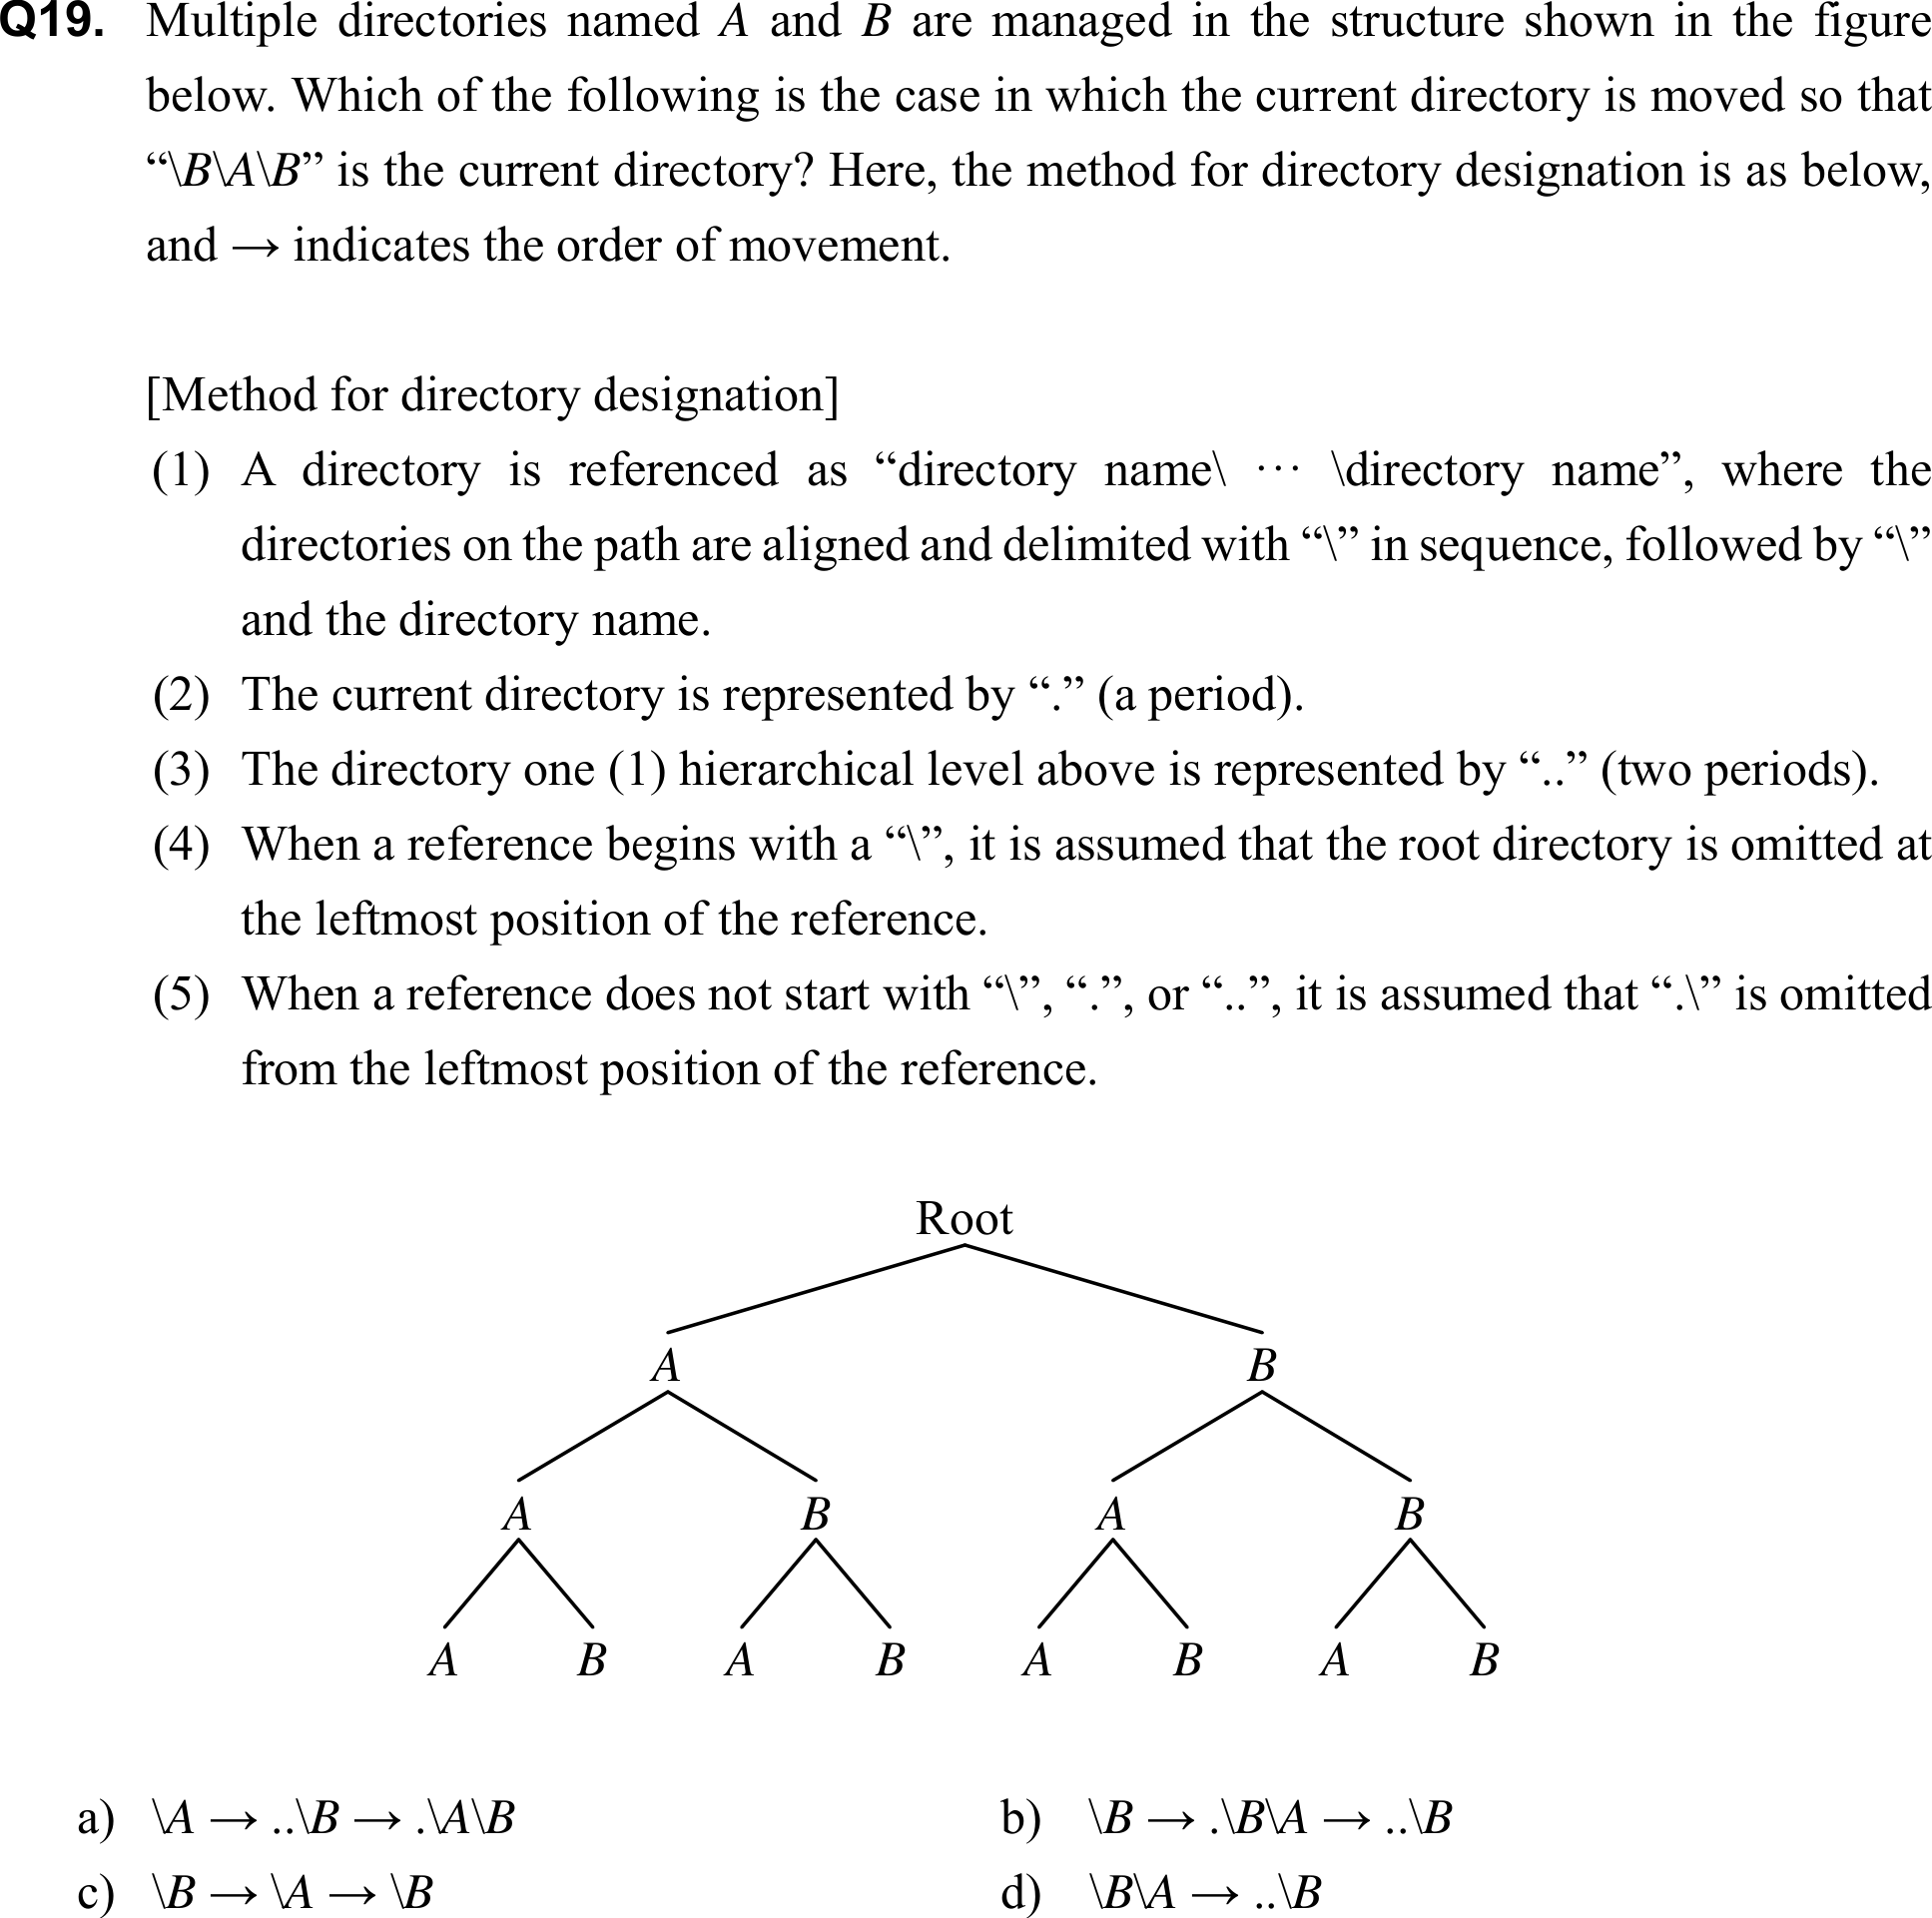 Q19. Multiple directories named A and B are managed in the structure shown in the figure
below. Which of the following is the case in which the current directory is moved so that
“\B\A\B” is the current directory? Here, the method for directory designation is as below,
and → indicates the order of movement.
[Method for directory designation]
(1) A directory is referenced as “directory name\ ··· \directory name”, where the
directories on the path are aligned and delimited with “\” in sequence, followed by “\”
and the directory name.
(2) The current directory is represented by “.” (a period).
(3) The directory one (1) hierarchical level above is represented by “..” (two periods).
(4) When a reference begins with a “\”, it is assumed that the root directory is omitted at
the leftmost position of the reference.
(5) When a reference does not start with “\”, “.”, or “..”, it is assumed that “.\” is omitted
from the leftmost position of the reference.
Root
A B
A B A B
A B A B A B A B
a) \A → ..\B → .\A\B b) \B → .\B\A → ..\B
c) \B → \A → \B d) \B\A → ..\B